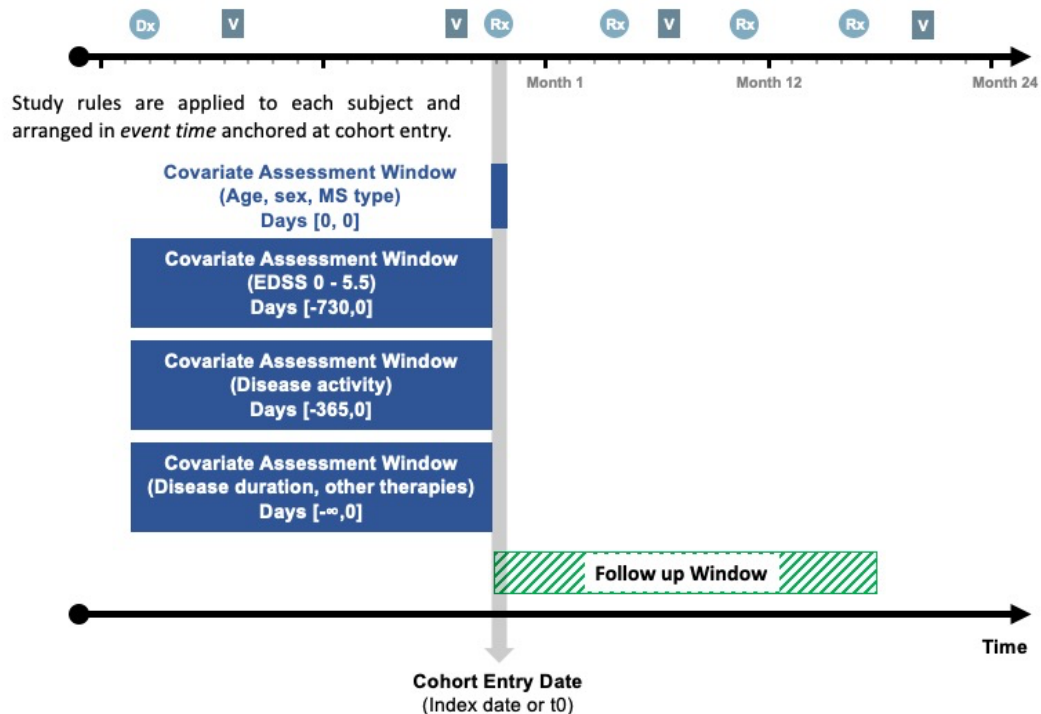 Dx V V Rx Rx V Rx Rx V
Month 1 Month 12 Month 24
Study rules are applied to each subject and
arranged in event time anchored at cohort entry.
Covariate Assessment Window
(Age, sex, MS type)
Days [0, 0]
Covariate Assessment Window
(EDSS 0 - 5.5)
Days [-730,0]
Covariate Assessment Window
(Disease activity)
Days [-365,0]
Covariate Assessment Window
(Disease duration, other therapies)
Days [-∞,0]
Follow up Window
Time
Cohort Entry Date
(Index date or t0)